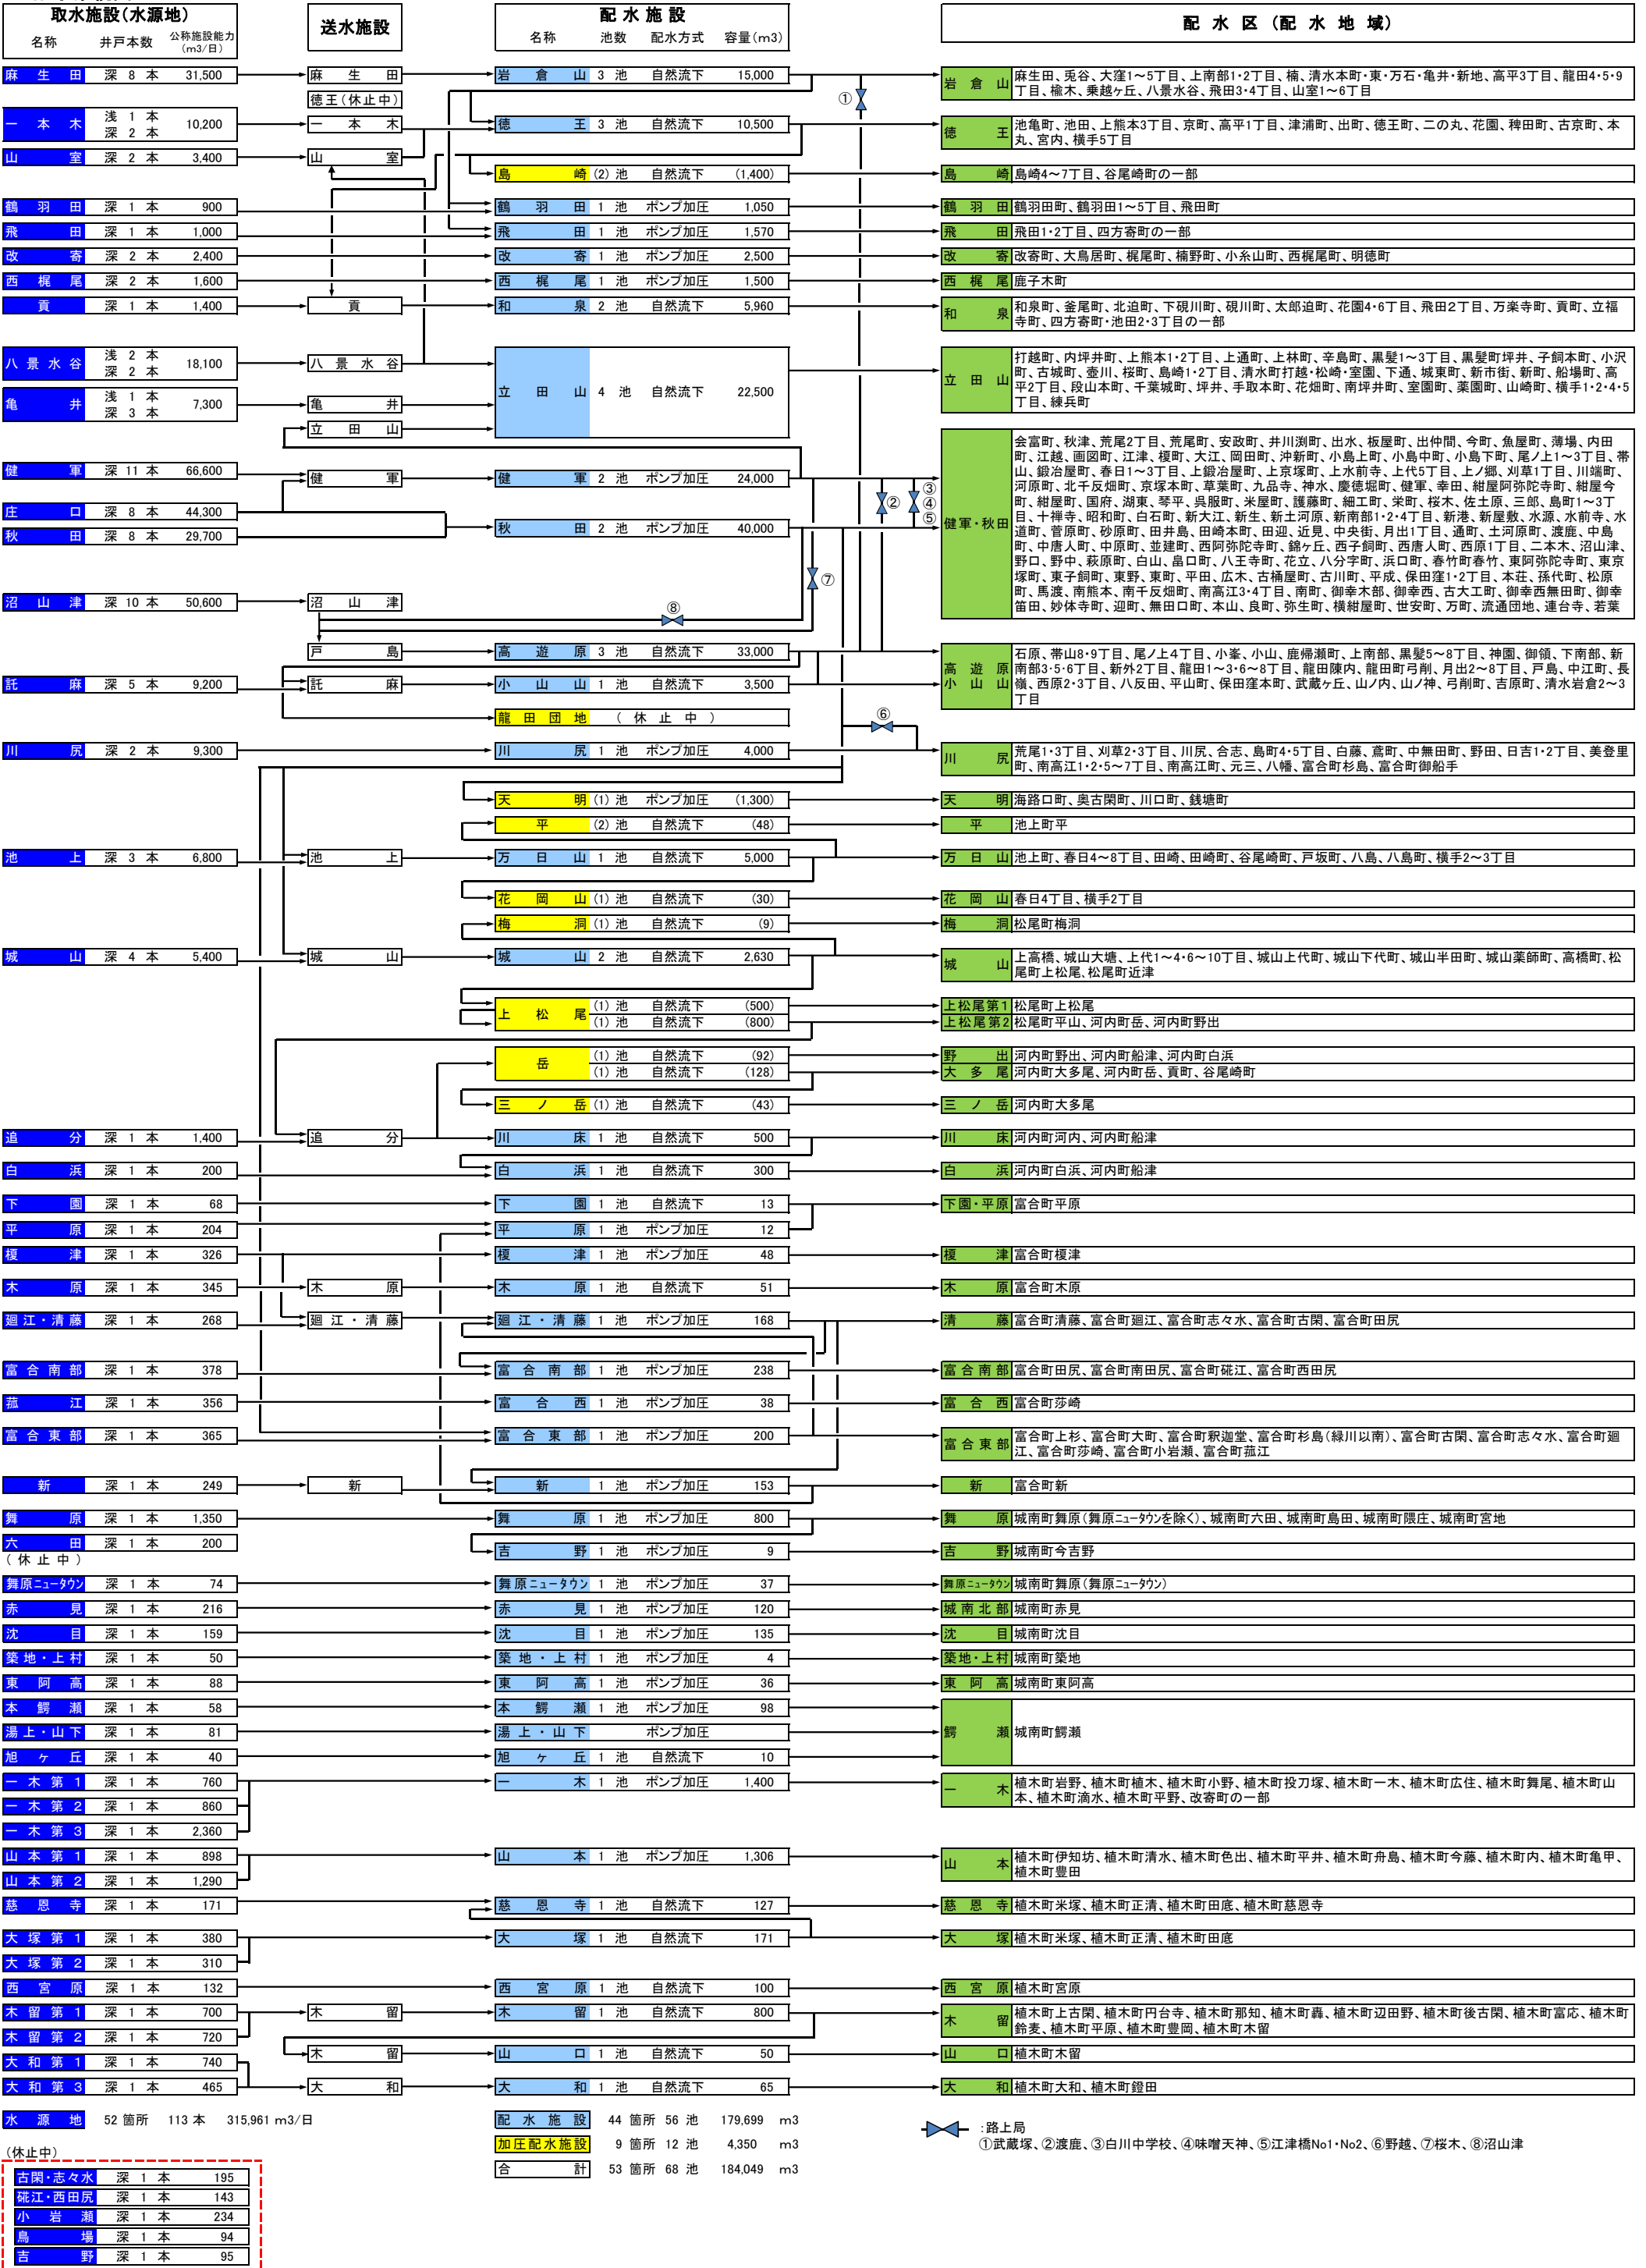 取水施設(水源地)
名称 井戸本数 公称施設能力(m3/日)
送水施設
配水施設
名称 池数 配水方式 容量(m3)
配水区(配水地域)
麻生田 深 8 本 31,500
麻生田
岩倉山 3 池 自然流下 15,000
岩倉山 麻生田、兎谷、大窪1~5丁目、上南部1・2丁目、楠、清水本町・東・万石・亀井・新地、高平3丁目、龍田4・5・9
丁目、楡木、乗越ヶ丘、八景水谷、飛田3・4丁目、山室1~6丁目
徳王(休止中)
①
一本木 浅 1 本 深 2 本 10,200
一本木
徳王 3 池 自然流下 10,500
徳王 池亀町、池田、上熊本3丁目、京町、高平1丁目、津浦町、出町、徳王町、二の丸、花園、稗田町、古京町、本
丸、宮内、横手5丁目
山室 深 2 本 3,400
山室
島崎 (2) 池 自然流下 (1,400)
島崎 島崎4~7丁目、谷尾崎町の一部
鶴羽田 深 1 本 900
鶴羽田 1 池 ポンプ加圧 1,050
鶴羽田 鶴羽田町、鶴羽田1~5丁目、飛田町
飛田 深 1 本 1,000
飛田 1 池 ポンプ加圧 1,570
飛田 飛田1・2丁目、四方寄町の一部
改寄 深 2 本 2,400
改寄 1 池 ポンプ加圧 2,500
改寄 改寄町、大鳥居町、梶尾町、楠野町、小糸山町、西梶尾町、明徳町
西梶尾 深 2 本 1,600
西梶尾 1 池 ポンプ加圧 1,500
西梶尾 鹿子木町
貢 深 1 本 1,400
貢
和泉 2 池 自然流下 5,960
和泉 和泉町、釜尾町、北迫町、下硯川町、硯川町、太郎迫町、花園4・6丁目、飛田2丁目、万楽寺町、貢町、立福
寺町、四方寄町・池田2・3丁目の一部
八景水谷 浅 2 本 深 2 本 18,100
八景水谷
亀井 浅 1 本 深 3 本 7,300
亀井
立田山
立田山 4 池 自然流下 22,500
立田山 打越町、内坪井町、上熊本1・2丁目、上通町、上林町、辛島町、黒髪1~3丁目、黒髪町坪井、子飼本町、小沢
町、古城町、壺川、桜町、島崎1・2丁目、清水町打越・松崎・室園、下通、城東町、新市街、新町、船場町、高
平2丁目、段山本町、千葉城町、坪井、手取本町、花畑町、南坪井町、室園町、薬園町、山崎町、横手1・2・4・5
丁目、練兵町
健軍 深 11 本 66,600
健軍
健軍 2 池 自然流下 24,000
庄口 深 8 本 44,300
秋田 深 8 本 29,700
秋田 2 池 ポンプ加圧 40,000
②
③
④
⑤
健軍・秋田 会富町、秋津、荒尾2丁目、荒尾町、安政町、井川渕町、出水、板屋町、出仲間、今町、魚屋町、薄場、内田
町、江越、画図町、江津、榎町、大江、岡田町、沖新町、小島上町、小島中町、小島下町、尾ノ上1~3丁目、帯
山、鍛冶屋町、春日1~3丁目、上鍛冶屋町、上京塚町、上水前寺、上代5丁目、上ノ郷、刈草1丁目、川端町、
河原町、北千反畑町、京塚本町、草葉町、九品寺、神水、慶徳堀町、健軍、幸田、紺屋阿弥陀寺町、紺屋今
町、紺屋町、国府、湖東、琴平、呉服町、米屋町、護藤町、細工町、栄町、桜木、佐土原、三郎、島町1~3丁
目、十禅寺、昭和町、白石町、新大江、新生、新土河原、新南部1・2・4丁目、新港、新屋敷、水源、水前寺、水
道町、菅原町、砂原町、田井島、田崎本町、田迎、近見、中央街、月出1丁目、通町、土河原町、渡鹿、中島
町、中唐人町、中原町、並建町、西阿弥陀寺町、錦ヶ丘、西子飼町、西唐人町、西原1丁目、二本木、沼山津、
野口、野中、萩原町、白山、畠口町、八王寺町、花立、八分字町、浜口町、春竹町春竹、東阿弥陀寺町、東京
塚町、東子飼町、東野、東町、平田、広木、古桶屋町、古川町、平成、保田窪1・2丁目、本荘、孫代町、松原
町、馬渡、南熊本、南千反畑町、南高江3・4丁目、南町、御幸木部、御幸西、古大工町、御幸西無田町、御幸
笛田、妙体寺町、迎町、無田口町、本山、良町、弥生町、横紺屋町、世安町、万町、流通団地、連台寺、若葉
⑦
沼山津 深 10 本 50,600
沼山津
⑧
戸島
高遊原 3 池 自然流下 33,000
託麻 深 5 本 9,200
託麻
小山山 1 池 自然流下 3,500
高遊原
小山山 石原、帯山8・9丁目、尾ノ上4丁目、小峯、小山、鹿帰瀬町、上南部、黒髪5~8丁目、神園、御領、下南部、新
南部3・5・6丁目、新外2丁目、龍田1~3・6~8丁目、龍田陳内、龍田町弓削、月出2~8丁目、戸島、中江町、長
嶺、西原2・3丁目、八反田、平山町、保田窪本町、武蔵ヶ丘、山ノ内、山ノ神、弓削町、吉原町、清水岩倉2~3
丁目
龍田団地 (休止中)
⑥
川尻 深 2 本 9,300
川尻 1 池 ポンプ加圧 4,000
川尻 荒尾1・3丁目、刈草2・3丁目、川尻、合志、島町4・5丁目、白藤、鳶町、中無田町、野田、日吉1・2丁目、美登里
町、南高江1・2・5~7丁目、南高江町、元三、八幡、富合町杉島、富合町御船手
天明 (1) 池 ポンプ加圧 (1,300)
天明 海路口町、奥古閑町、川口町、銭塘町
平 (2) 池 自然流下 (48)
平 池上町平
池上 深 3 本 6,800
池上
万日山 1 池 自然流下 5,000
万日山 池上町、春日4~8丁目、田崎、田崎町、谷尾崎町、戸坂町、八島、八島町、横手2~3丁目
花岡山 (1) 池 自然流下 (30)
花岡山 春日4丁目、横手2丁目
梅洞 (1) 池 自然流下 (9)
梅洞 松尾町梅洞
城山 深 4 本 5,400
城山
城山 2 池 自然流下 2,630
城山 上高橋、城山大塘、上代1~4・6~10丁目、城山上代町、城山下代町、城山半田町、城山薬師町、高橋町、松
尾町上松尾、松尾町近津
上松尾 (1) 池 自然流下 (500)
(1) 池 自然流下 (800)
上松尾第1 松尾町上松尾
上松尾第2 松尾町平山、河内町岳、河内町野出
岳 (1) 池 自然流下 (92)
(1) 池 自然流下 (128)
野出 河内町野出、河内町船津、河内町白浜
大多尾 河内町大多尾、河内町岳、貢町、谷尾崎町
三ノ岳 (1) 池 自然流下 (43)
三ノ岳 河内町大多尾
追分 深 1 本 1,400
追分
川床 1 池 自然流下 500
川床 河内町河内、河内町船津
白浜 深 1 本 200
白浜 1 池 自然流下 300
白浜 河内町白浜、河内町船津
下園 深 1 本 68
下園 1 池 自然流下 13
下園・平原 富合町平原
平原 深 1 本 204
平原 1 池 ポンプ加圧 12
榎津 深 1 本 326
榎津 1 池 ポンプ加圧 48
榎津 富合町榎津
木原 深 1 本 345
木原
木原 1 池 自然流下 51
木原 富合町木原
廻江・清藤 深 1 本 268
廻江・清藤
廻江・清藤 1 池 ポンプ加圧 168
清藤 富合町清藤、富合町廻江、富合町志々水、富合町古閑、富合町田尻
富合南部 深 1 本 378
富合南部 1 池 ポンプ加圧 238
富合南部 富合町田尻、富合町南田尻、富合町硴江、富合町西田尻
菰江 深 1 本 356
富合西 1 池 ポンプ加圧 38
富合西 富合町莎崎
富合東部 深 1 本 365
富合東部 1 池 ポンプ加圧 200
富合東部 富合町上杉、富合町大町、富合町釈迦堂、富合町杉島(緑川以南)、富合町古閑、富合町志々水、富合町廻
江、富合町莎崎、富合町小岩瀬、富合町菰江
新 深 1 本 249
新
新 1 池 ポンプ加圧 153
新 富合町新
舞原 深 1 本 1,350
舞原 1 池 ポンプ加圧 800
舞原 城南町舞原(舞原ニュータウンを除く)、城南町六田、城南町島田、城南町隈庄、城南町宮地
六田 深 1 本 200
(休止中)
吉野 1 池 ポンプ加圧 9
吉野 城南町今吉野
舞原ニュータウン 深 1 本 74
舞原ニュータウン 1 池 ポンプ加圧 37
舞原ニュータウン 城南町舞原(舞原ニュータウン)
赤見 深 1 本 216
赤見 1 池 ポンプ加圧 120
城南北部 城南町赤見
沈目 深 1 本 159
沈目 1 池 ポンプ加圧 135
沈目 城南町沈目
築地・上村 深 1 本 50
築地・上村 1 池 ポンプ加圧 4
築地・上村 城南町築地
東阿高 深 1 本 88
東阿高 1 池 ポンプ加圧 36
東阿高 城南町東阿高
本鰐瀬 深 1 本 58
本鰐瀬 1 池 ポンプ加圧 98
湯上・山下 深 1 本 81
湯上・山下 ポンプ加圧
鰐瀬 城南町鰐瀬
旭ヶ丘 深 1 本 40
旭ヶ丘 1 池 自然流下 10
一木第1 深 1 本 760
一木 1 池 ポンプ加圧 1,400
一木 植木町岩野、植木町植木、植木町小野、植木町投刀塚、植木町一木、植木町広住、植木町舞尾、植木町山
本、植木町滴水、植木町平野、改寄町の一部
一木第2 深 1 本 860
一木第3 深 1 本 2,360
山本第1 深 1 本 898
山本 1 池 ポンプ加圧 1,306
山本 植木町伊知坊、植木町清水、植木町色出、植木町平井、植木町舟島、植木町今藤、植木町内、植木町亀甲、
植木町豊田
山本第2 深 1 本 1,290
慈恩寺 深 1 本 171
慈恩寺 1 池 自然流下 127
慈恩寺 植木町米塚、植木町正清、植木町田底、植木町慈恩寺
大塚第1 深 1 本 380
大塚 1 池 自然流下 171
大塚 植木町米塚、植木町正清、植木町田底
大塚第2 深 1 本 310
西宮原 深 1 本 132
西宮原 1 池 自然流下 100
西宮原 植木町宮原
木留第1 深 1 本 700
木留
木留 1 池 自然流下 800
木留 植木町上古閑、植木町円台寺、植木町那知、植木町轟、植木町辺田野、植木町後古閑、植木町富応、植木町
鈴麦、植木町平原、植木町豊岡、植木町木留
木留第2 深 1 本 720
木留
山口 1 池 自然流下 50
山口 植木町木留
大和第1 深 1 本 740
大和第3 深 1 本 465
大和
大和 1 池 自然流下 65
大和 植木町大和、植木町鐙田
水源地 52 箇所 113 本 315,961 m3/日
配水施設 44 箇所 56 池 179,699 m3
加圧配水施設 9 箇所 12 池 4,350 m3
合計 53 箇所 68 池 184,049 m3
:路上局
①武蔵塚、②渡鹿、③白川中学校、④味噌天神、⑤江津橋No1・No2、⑥野越、⑦桜木、⑧沼山津
(休止中)
古閑・志々水 深 1 本 195
硴江・西田尻 深 1 本 143
小岩瀬 深 1 本 234
鳥場 深 1 本 94
吉野 深 1 本 95